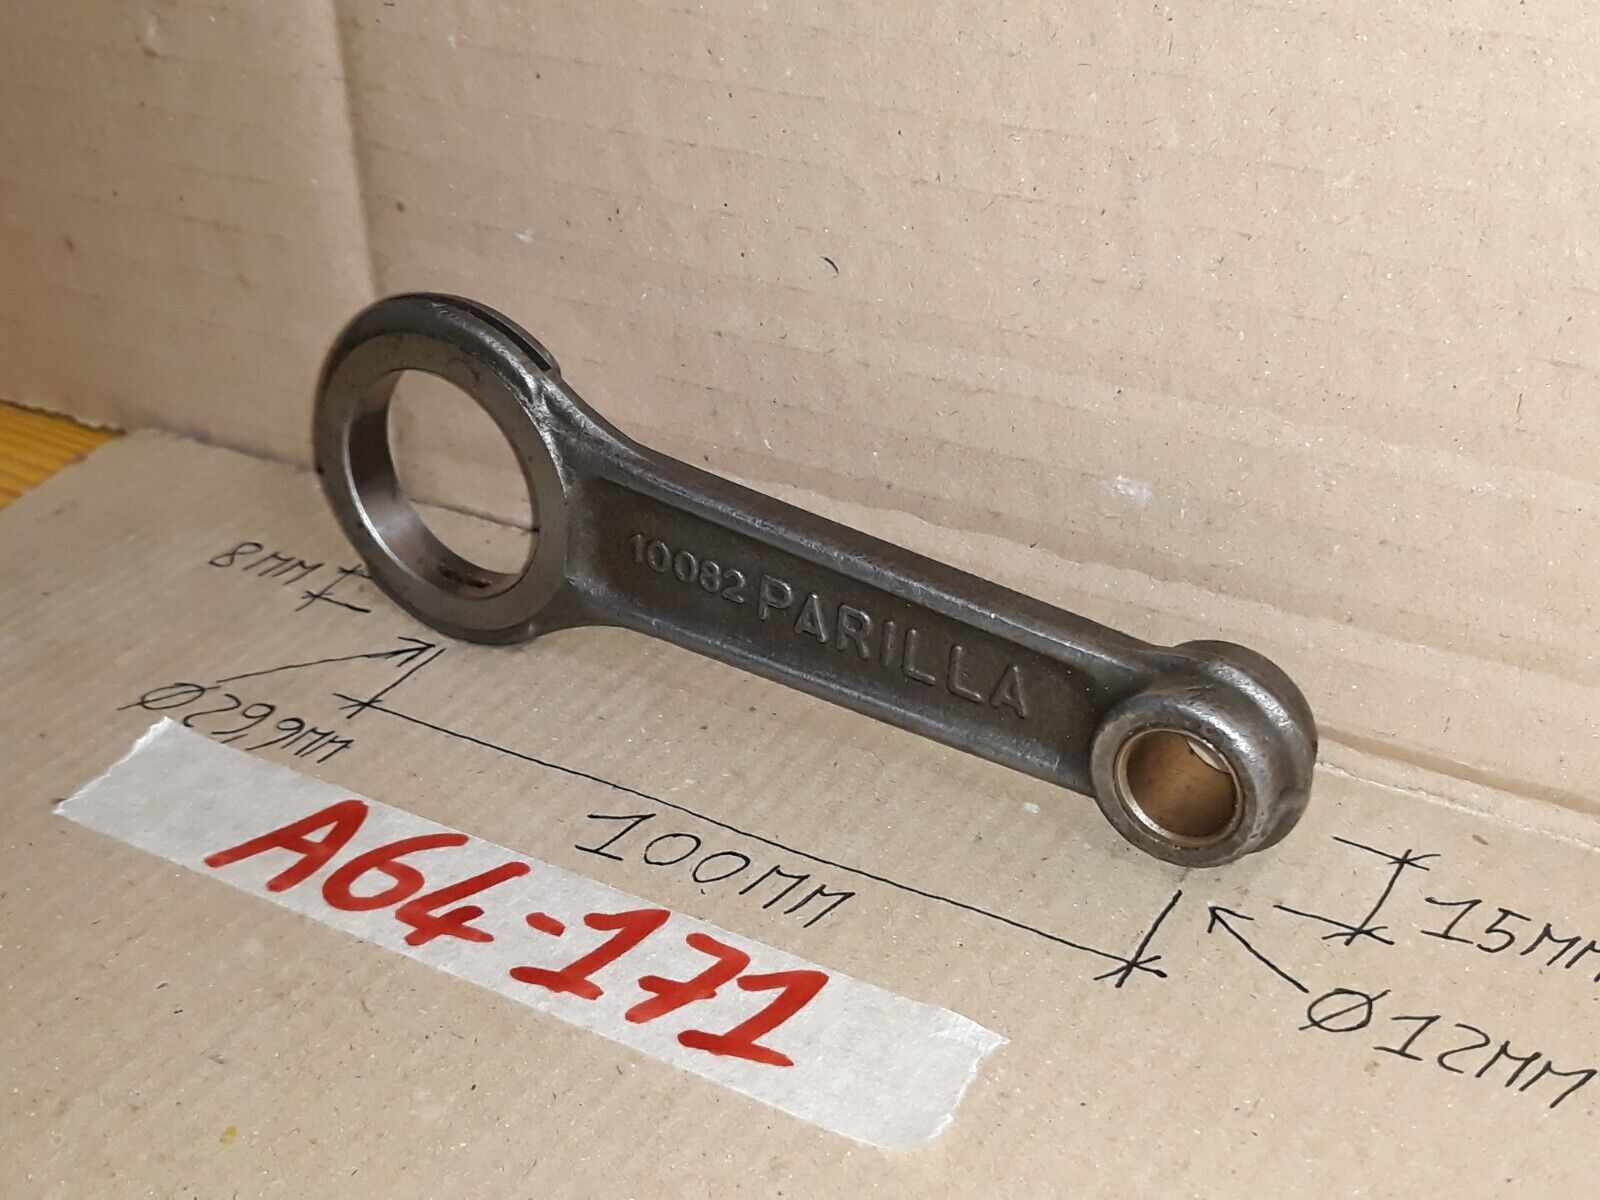 10082 PARILLA
8MM
Ø29,9MM
100MM
15MM
Ø12MM
A64-171